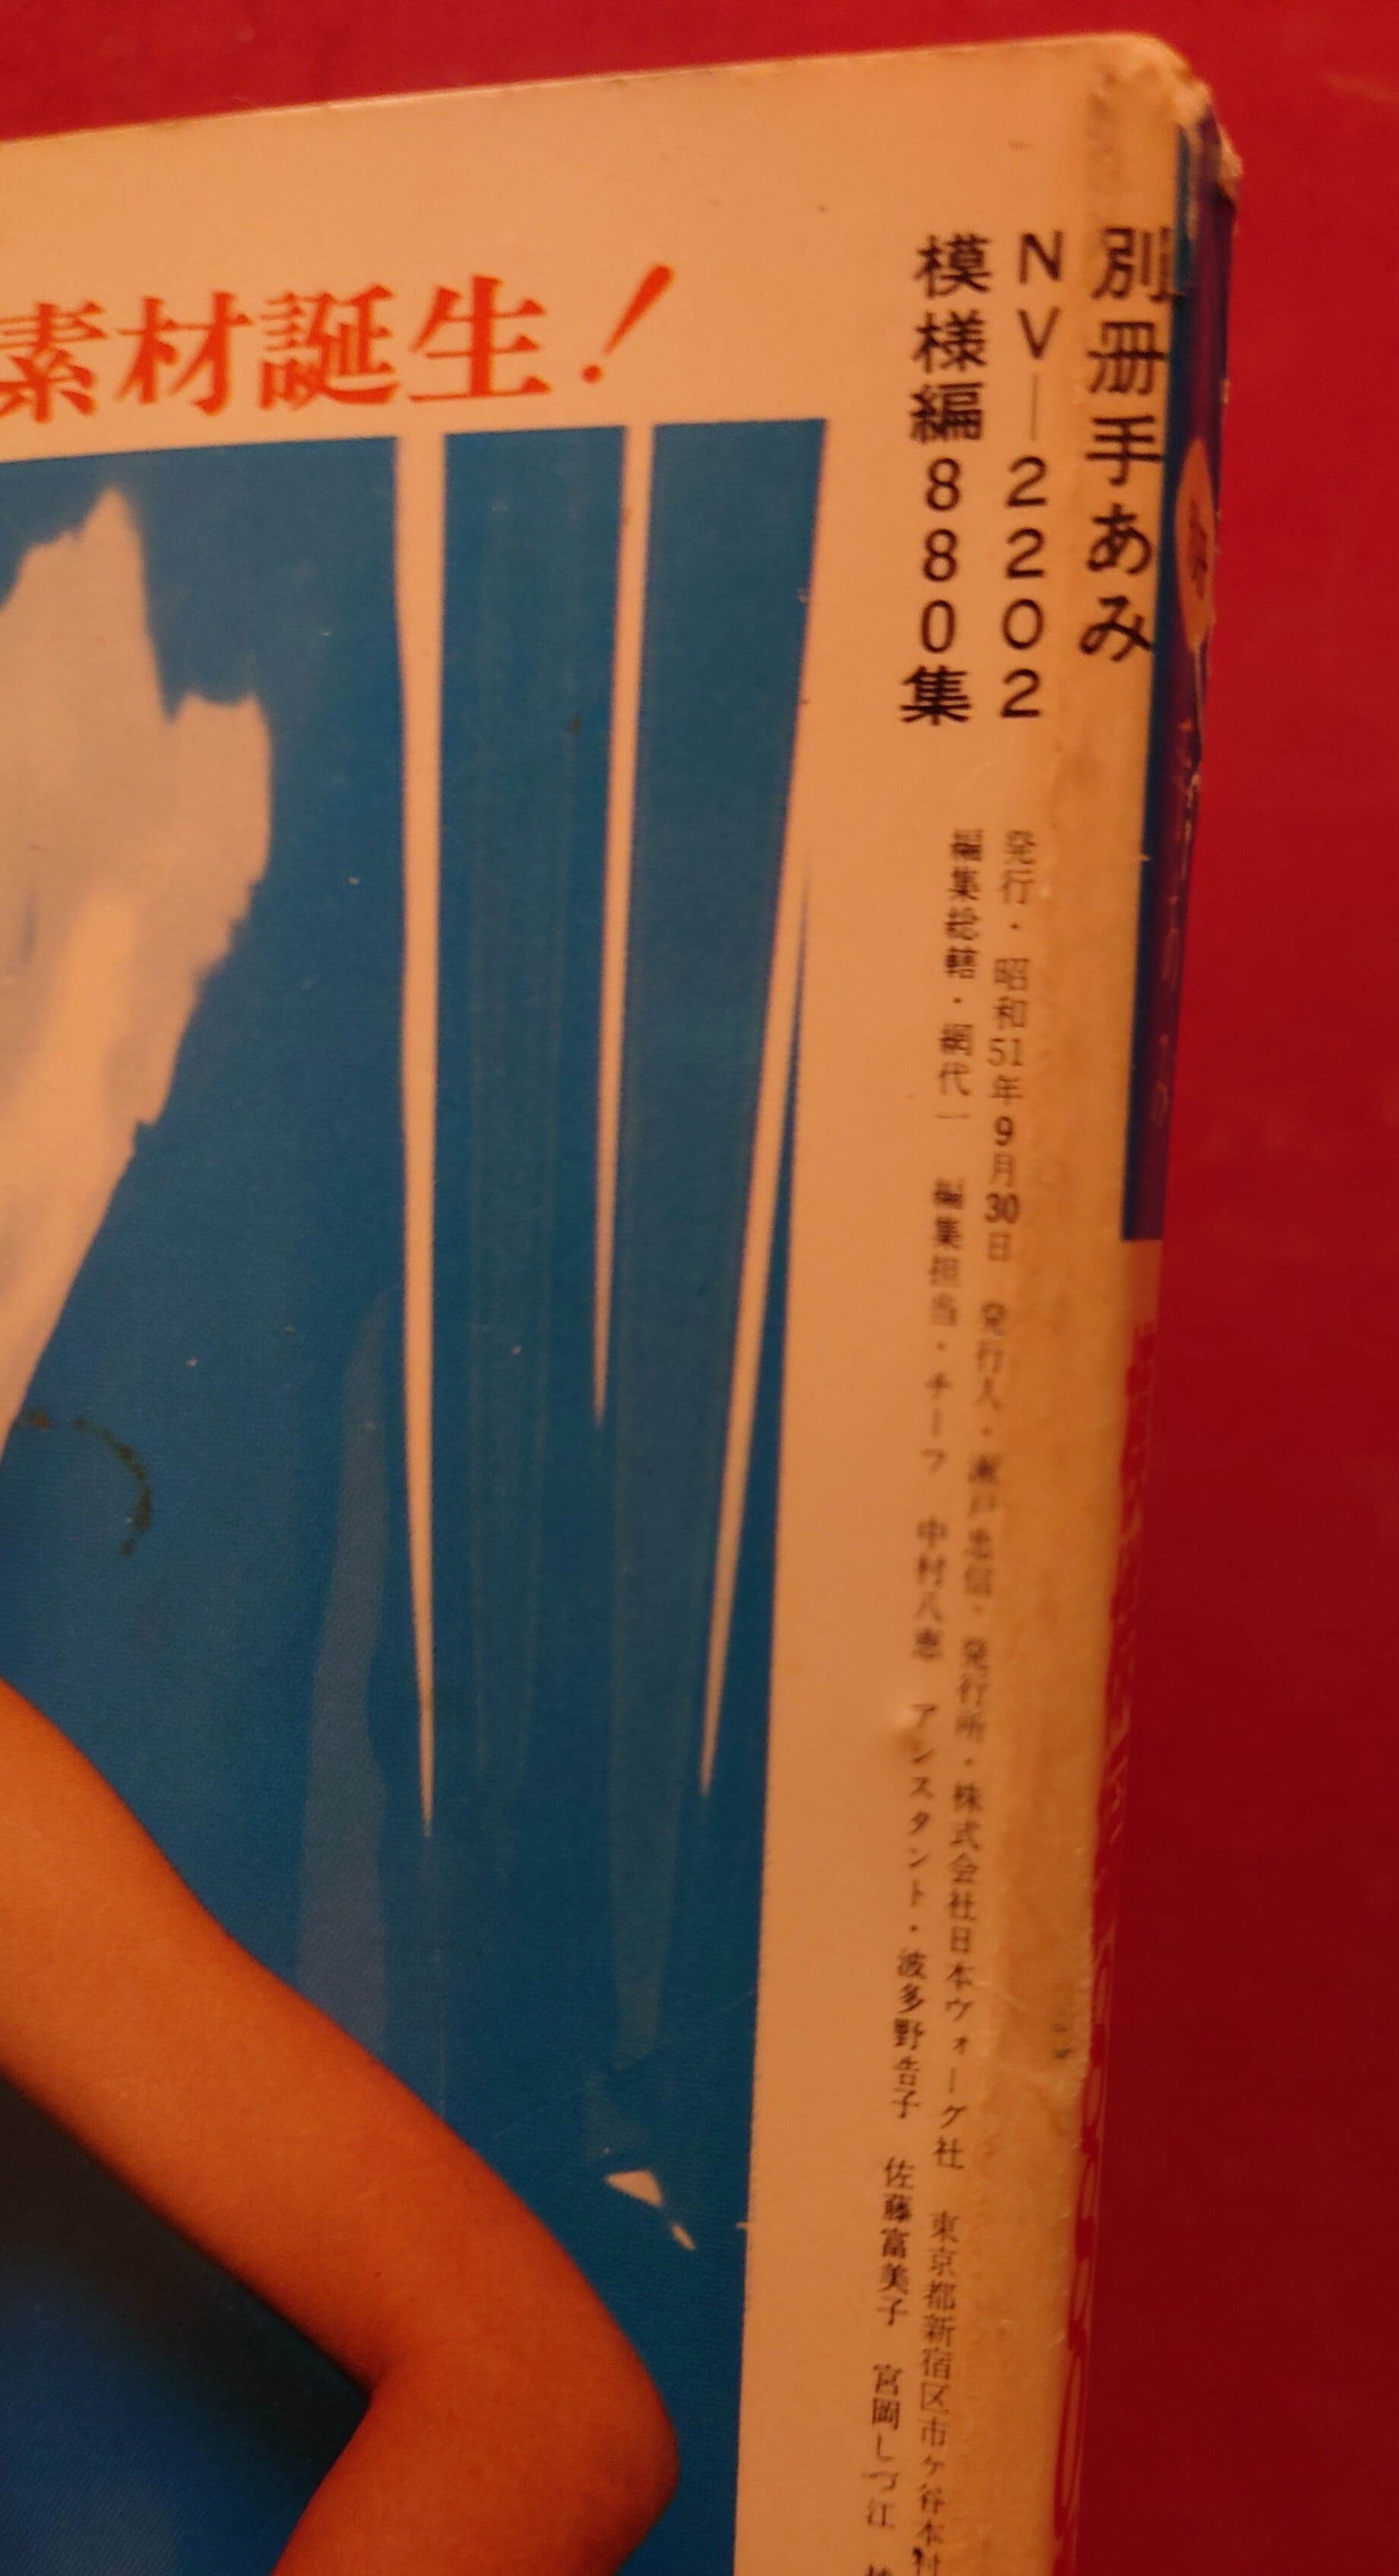 別冊手あみ
NV—2202
模様編880集
発行・昭和51年9月30日 発行人・瀬戸忠信・発行所・株式会社日本ヴォーグ社 東京都新宿区市ケ谷本村
編集総轄・網代一 編集担当・チーフ 中村八恵 アシスタント・波多野告子 佐藤富美子 宮岡しづ江
素材誕生!